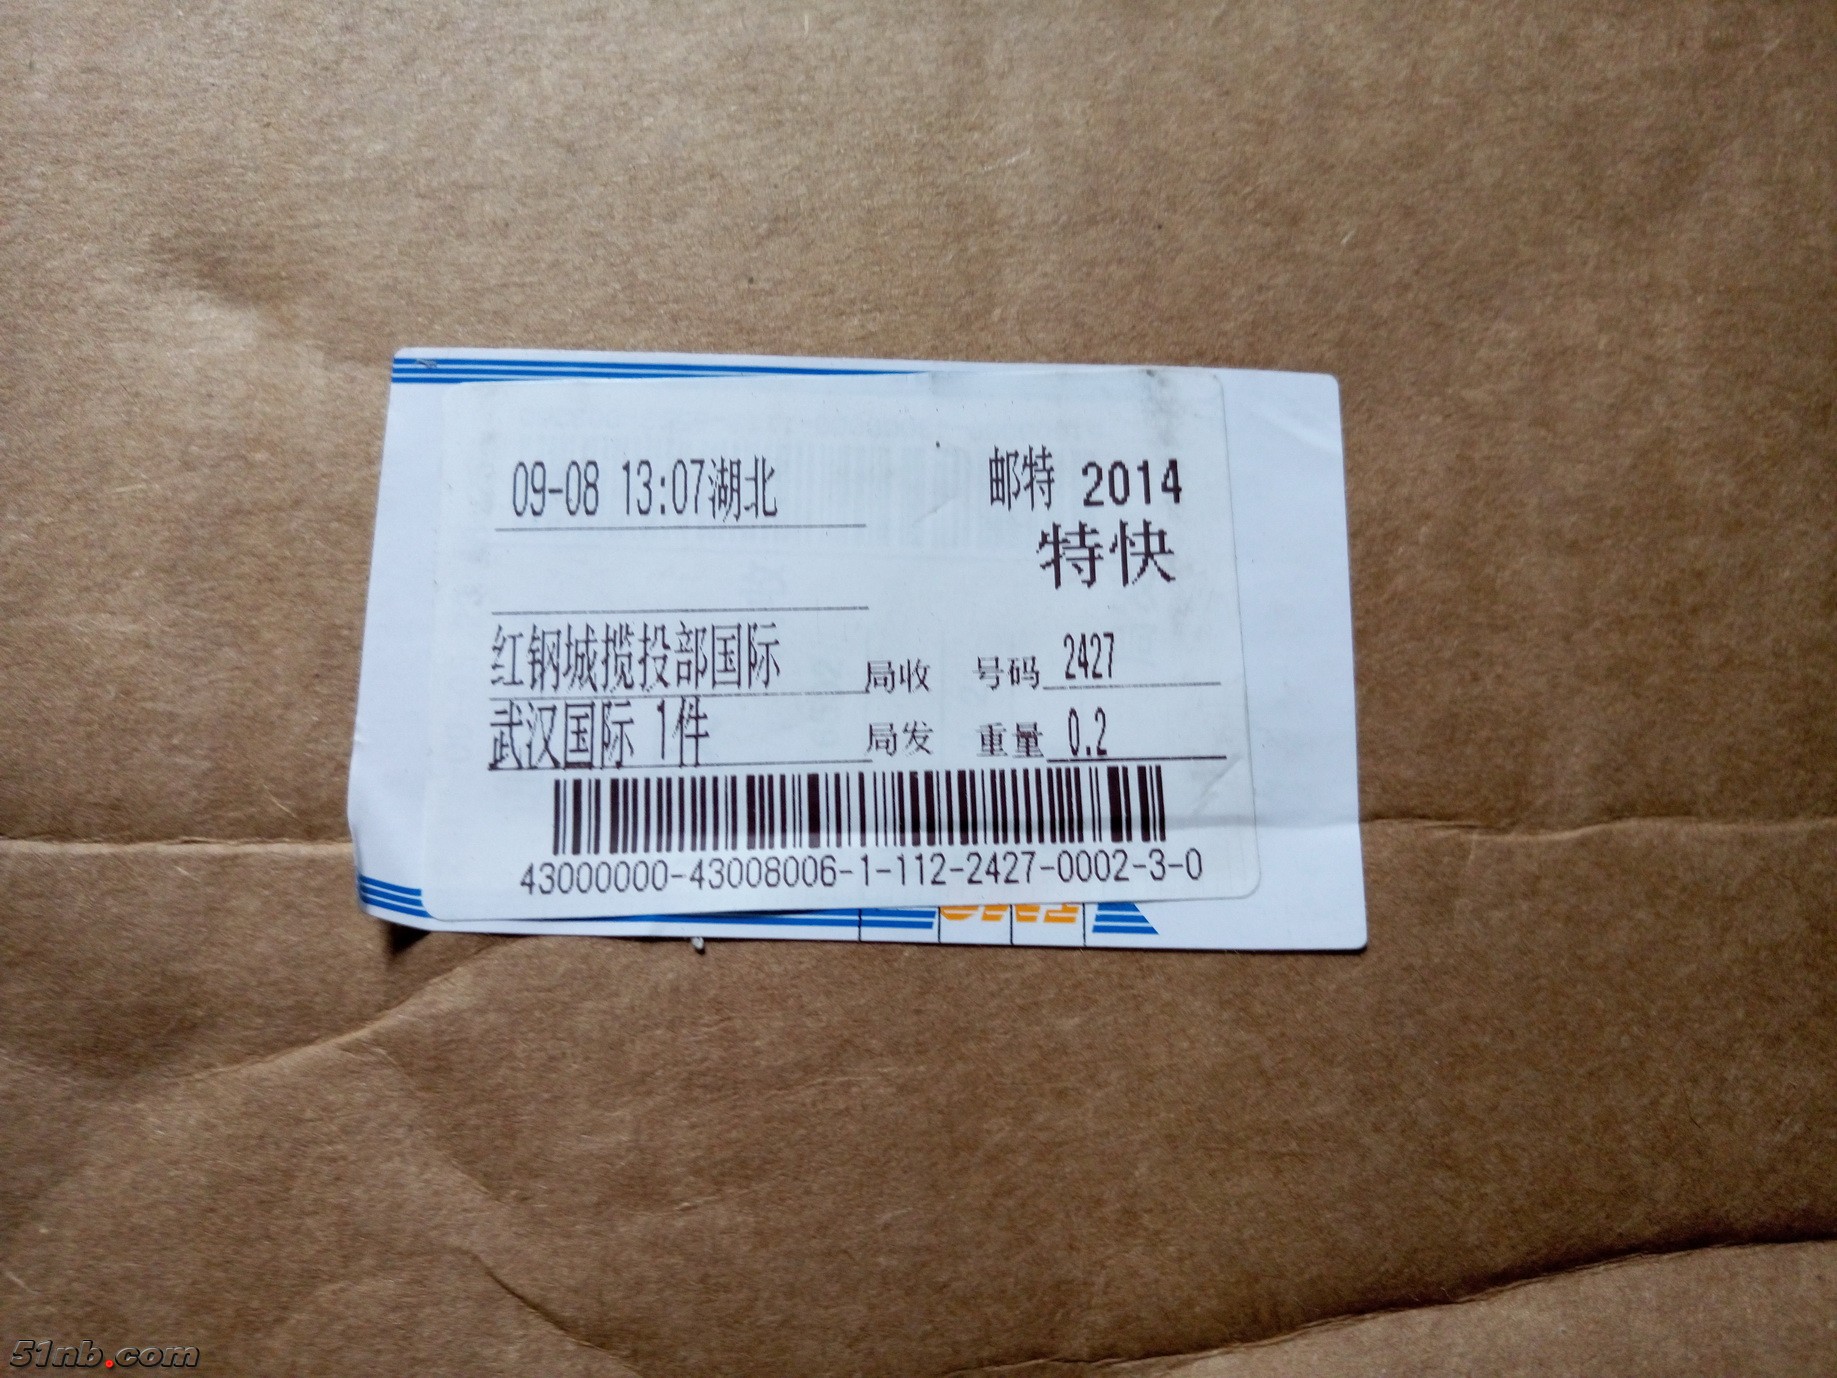 09-08 13:07湖北
邮特 2014
特快
红钢城揽投部国际 局收 号码 2427
武汉国际 1件 局发 重量 0.2
43000000-43008006-1-112-2427-0002-3-0
51nb.com